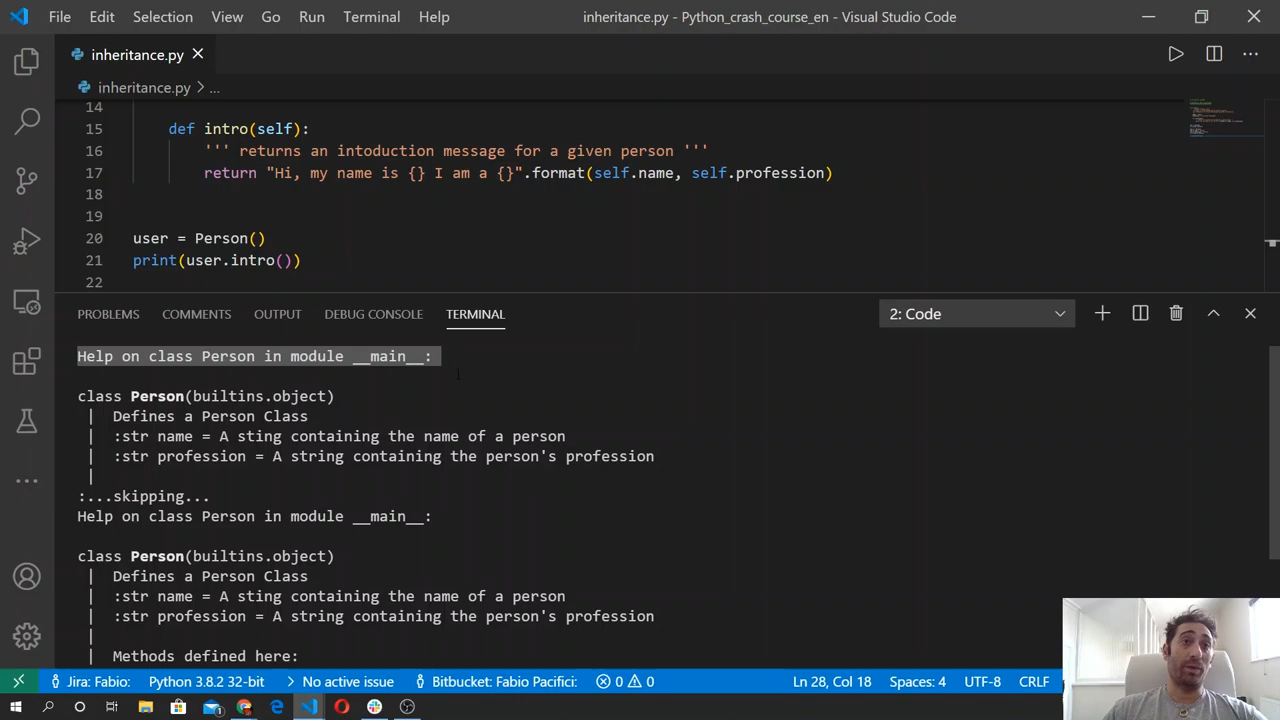 File Edit Selection View Go Run Terminal Help inheritance.py - Python_crash_course_en - Visual Studio Code
inheritance.py
inheritance.py > ...
14
15 def intro(self):
16 ''' returns an intoduction message for a given person '''
17 return "Hi, my name is {} I am a {}".format(self.name, self.profession)
18
19
20 user = Person()
21 print(user.intro())
22
PROBLEMS COMMENTS OUTPUT DEBUG CONSOLE TERMINAL 2: Code
Help on class Person in module __main__:
class Person(builtins.object)
| Defines a Person Class
| :str name = A sting containing the name of a person
| :str profession = A string containing the person's profession
|
:...skipping...
Help on class Person in module __main__:
class Person(builtins.object)
| Defines a Person Class
| :str name = A sting containing the name of a person
| :str profession = A string containing the person's profession
|
| Methods defined here:
Jira: Fabio: Python 3.8.2 32-bit No active issue Bitbucket: Fabio Pacifici: 0 0 Ln 28, Col 18 Spaces: 4 UTF-8 CRLF